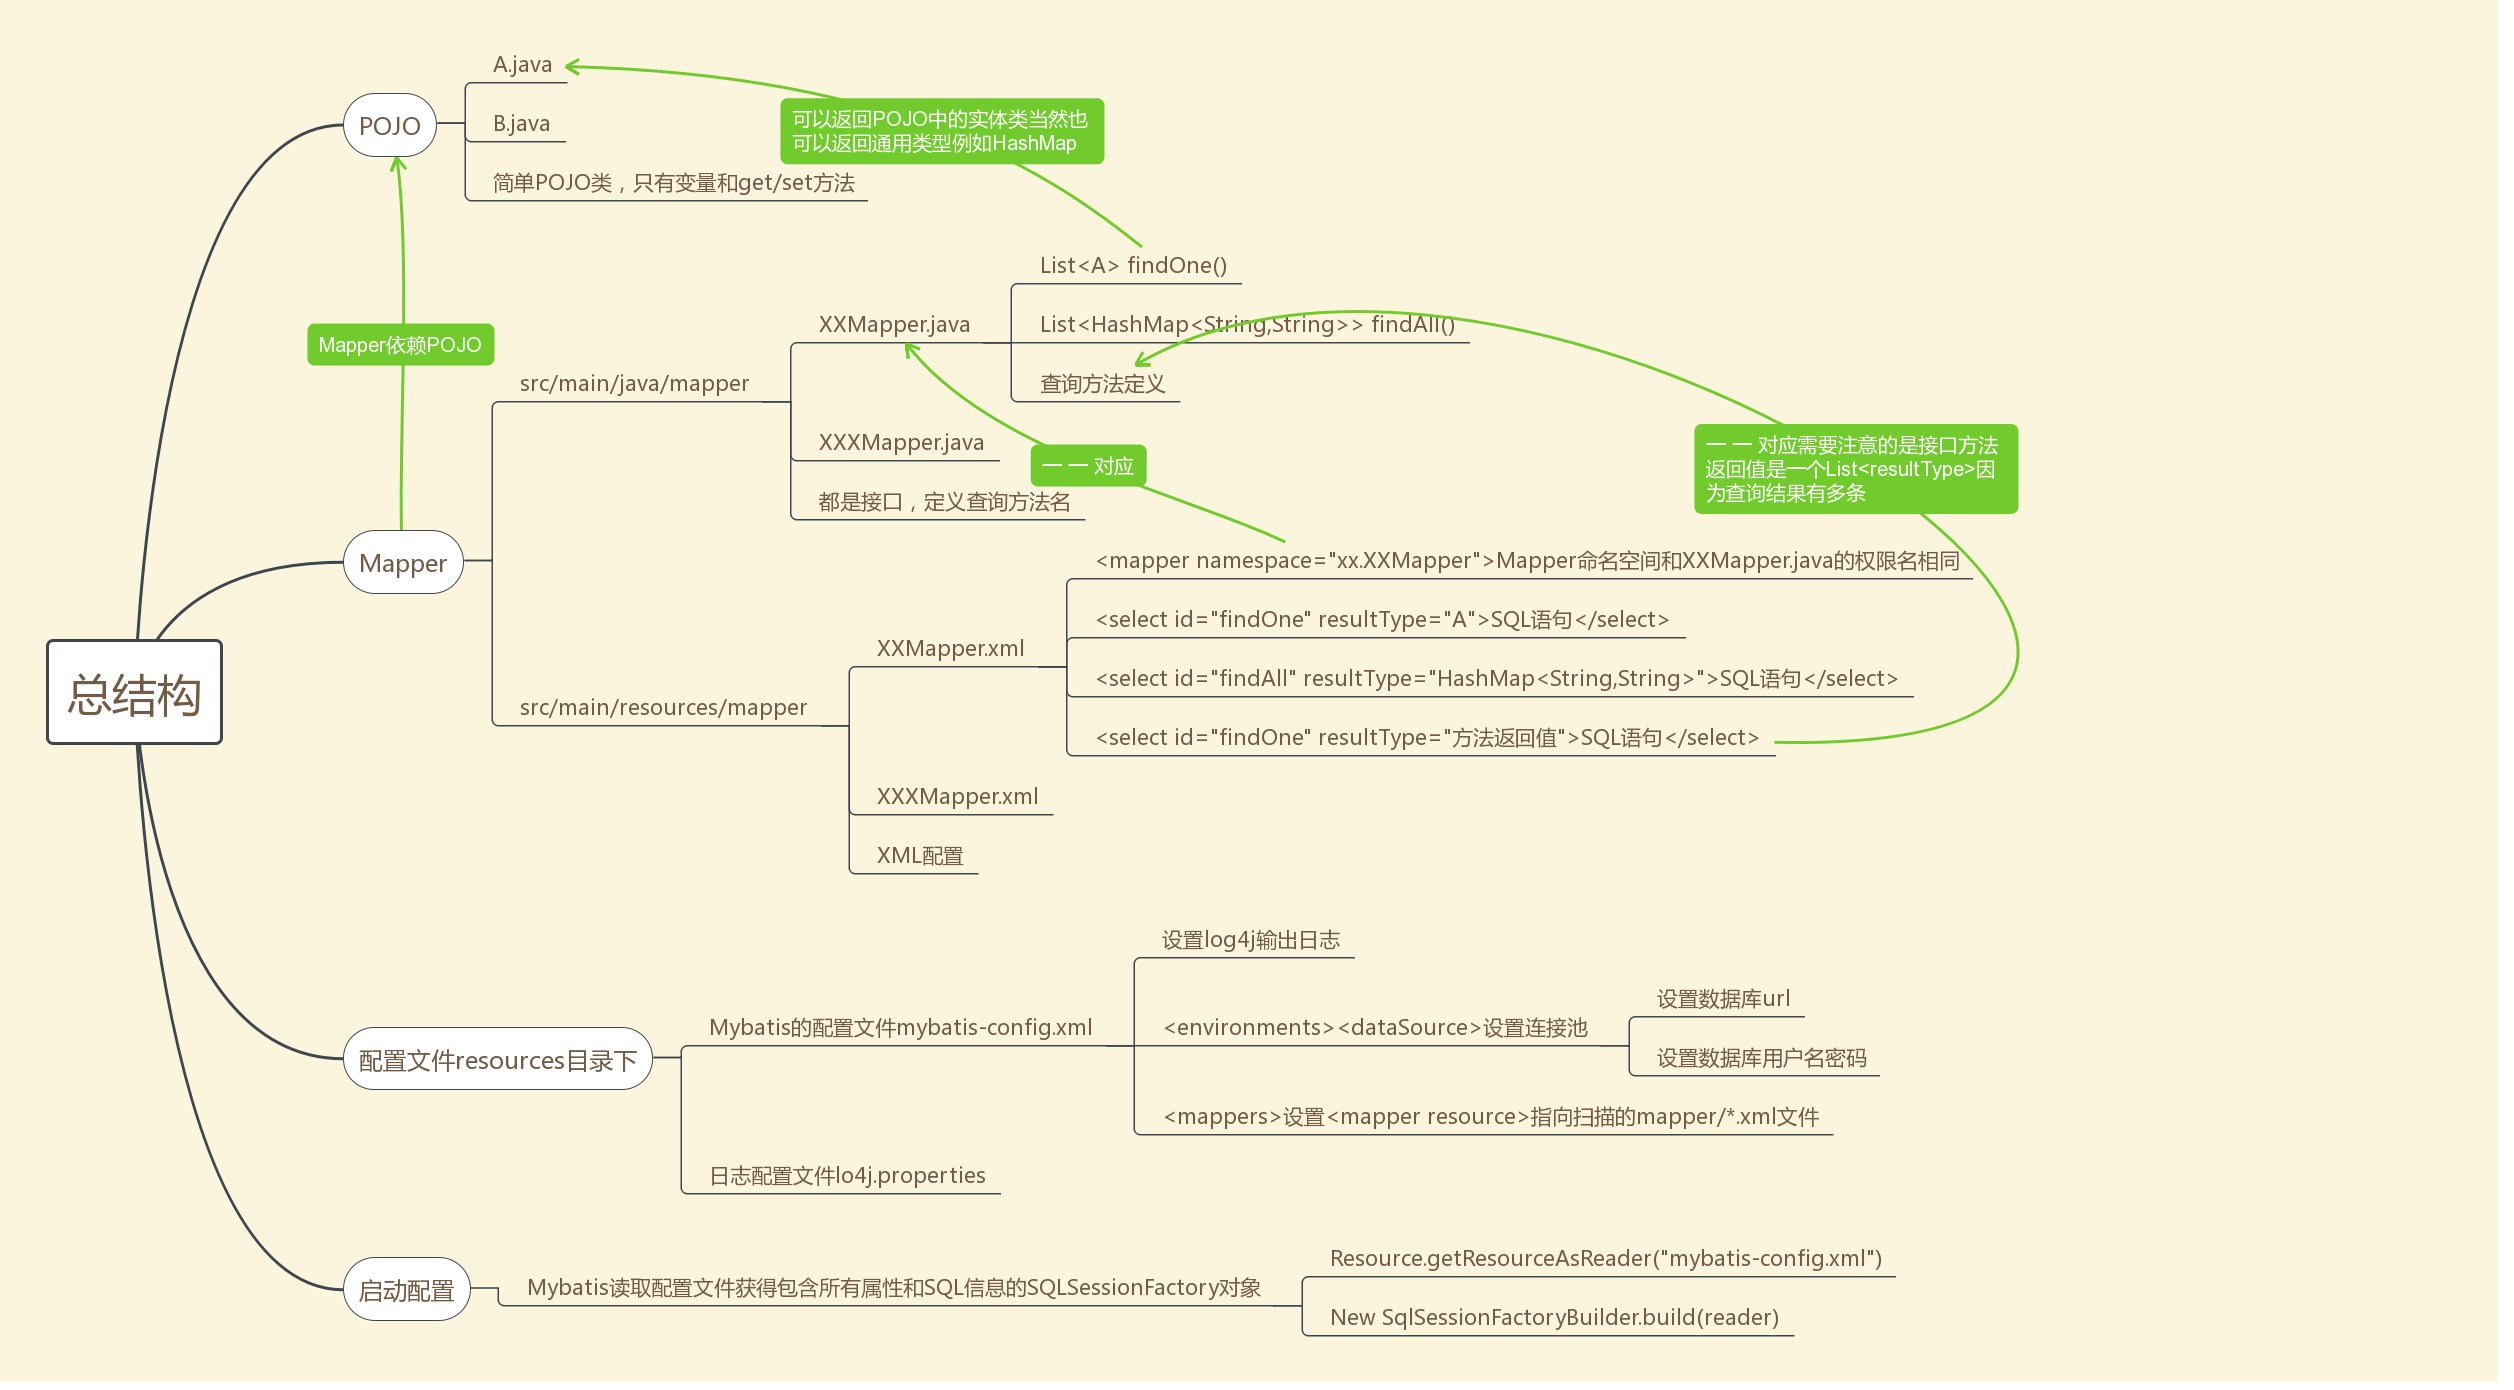 总结构
POJO
A.java
B.java
简单POJO类，只有变量和get/set方法
可以返回POJO中的实体类当然也
可以返回通用类型例如HashMap
Mapper依赖POJO
Mapper
src/main/java/mapper
XXMapper.java
List<A> findOne()
List<HashMap<String,String>> findAll()
查询方法定义
XXXMapper.java
都是接口，定义查询方法名
一 一 对应
一 一 对应需要注意的是接口方法
返回值是一个List<resultType>因
为查询结果有多条
src/main/resources/mapper
XXMapper.xml
<mapper namespace="xx.XXMapper">Mapper命名空间和XXMapper.java的权限名相同
<select id="findOne" resultType="A">SQL语句</select>
<select id="findAll" resultType="HashMap<String,String>">SQL语句</select>
<select id="findOne" resultType="方法返回值">SQL语句</select>
XXXMapper.xml
XML配置
配置文件resources目录下
Mybatis的配置文件mybatis-config.xml
设置log4j输出日志
<environments><dataSource>设置连接池
设置数据库url
设置数据库用户名密码
<mappers>设置<mapper resource>指向扫描的mapper/*.xml文件
日志配置文件lo4j.properties
启动配置
Mybatis读取配置文件获得包含所有属性和SQL信息的SQLSessionFactory对象
Resource.getResourceAsReader("mybatis-config.xml")
New SqlSessionFactoryBuilder.build(reader)